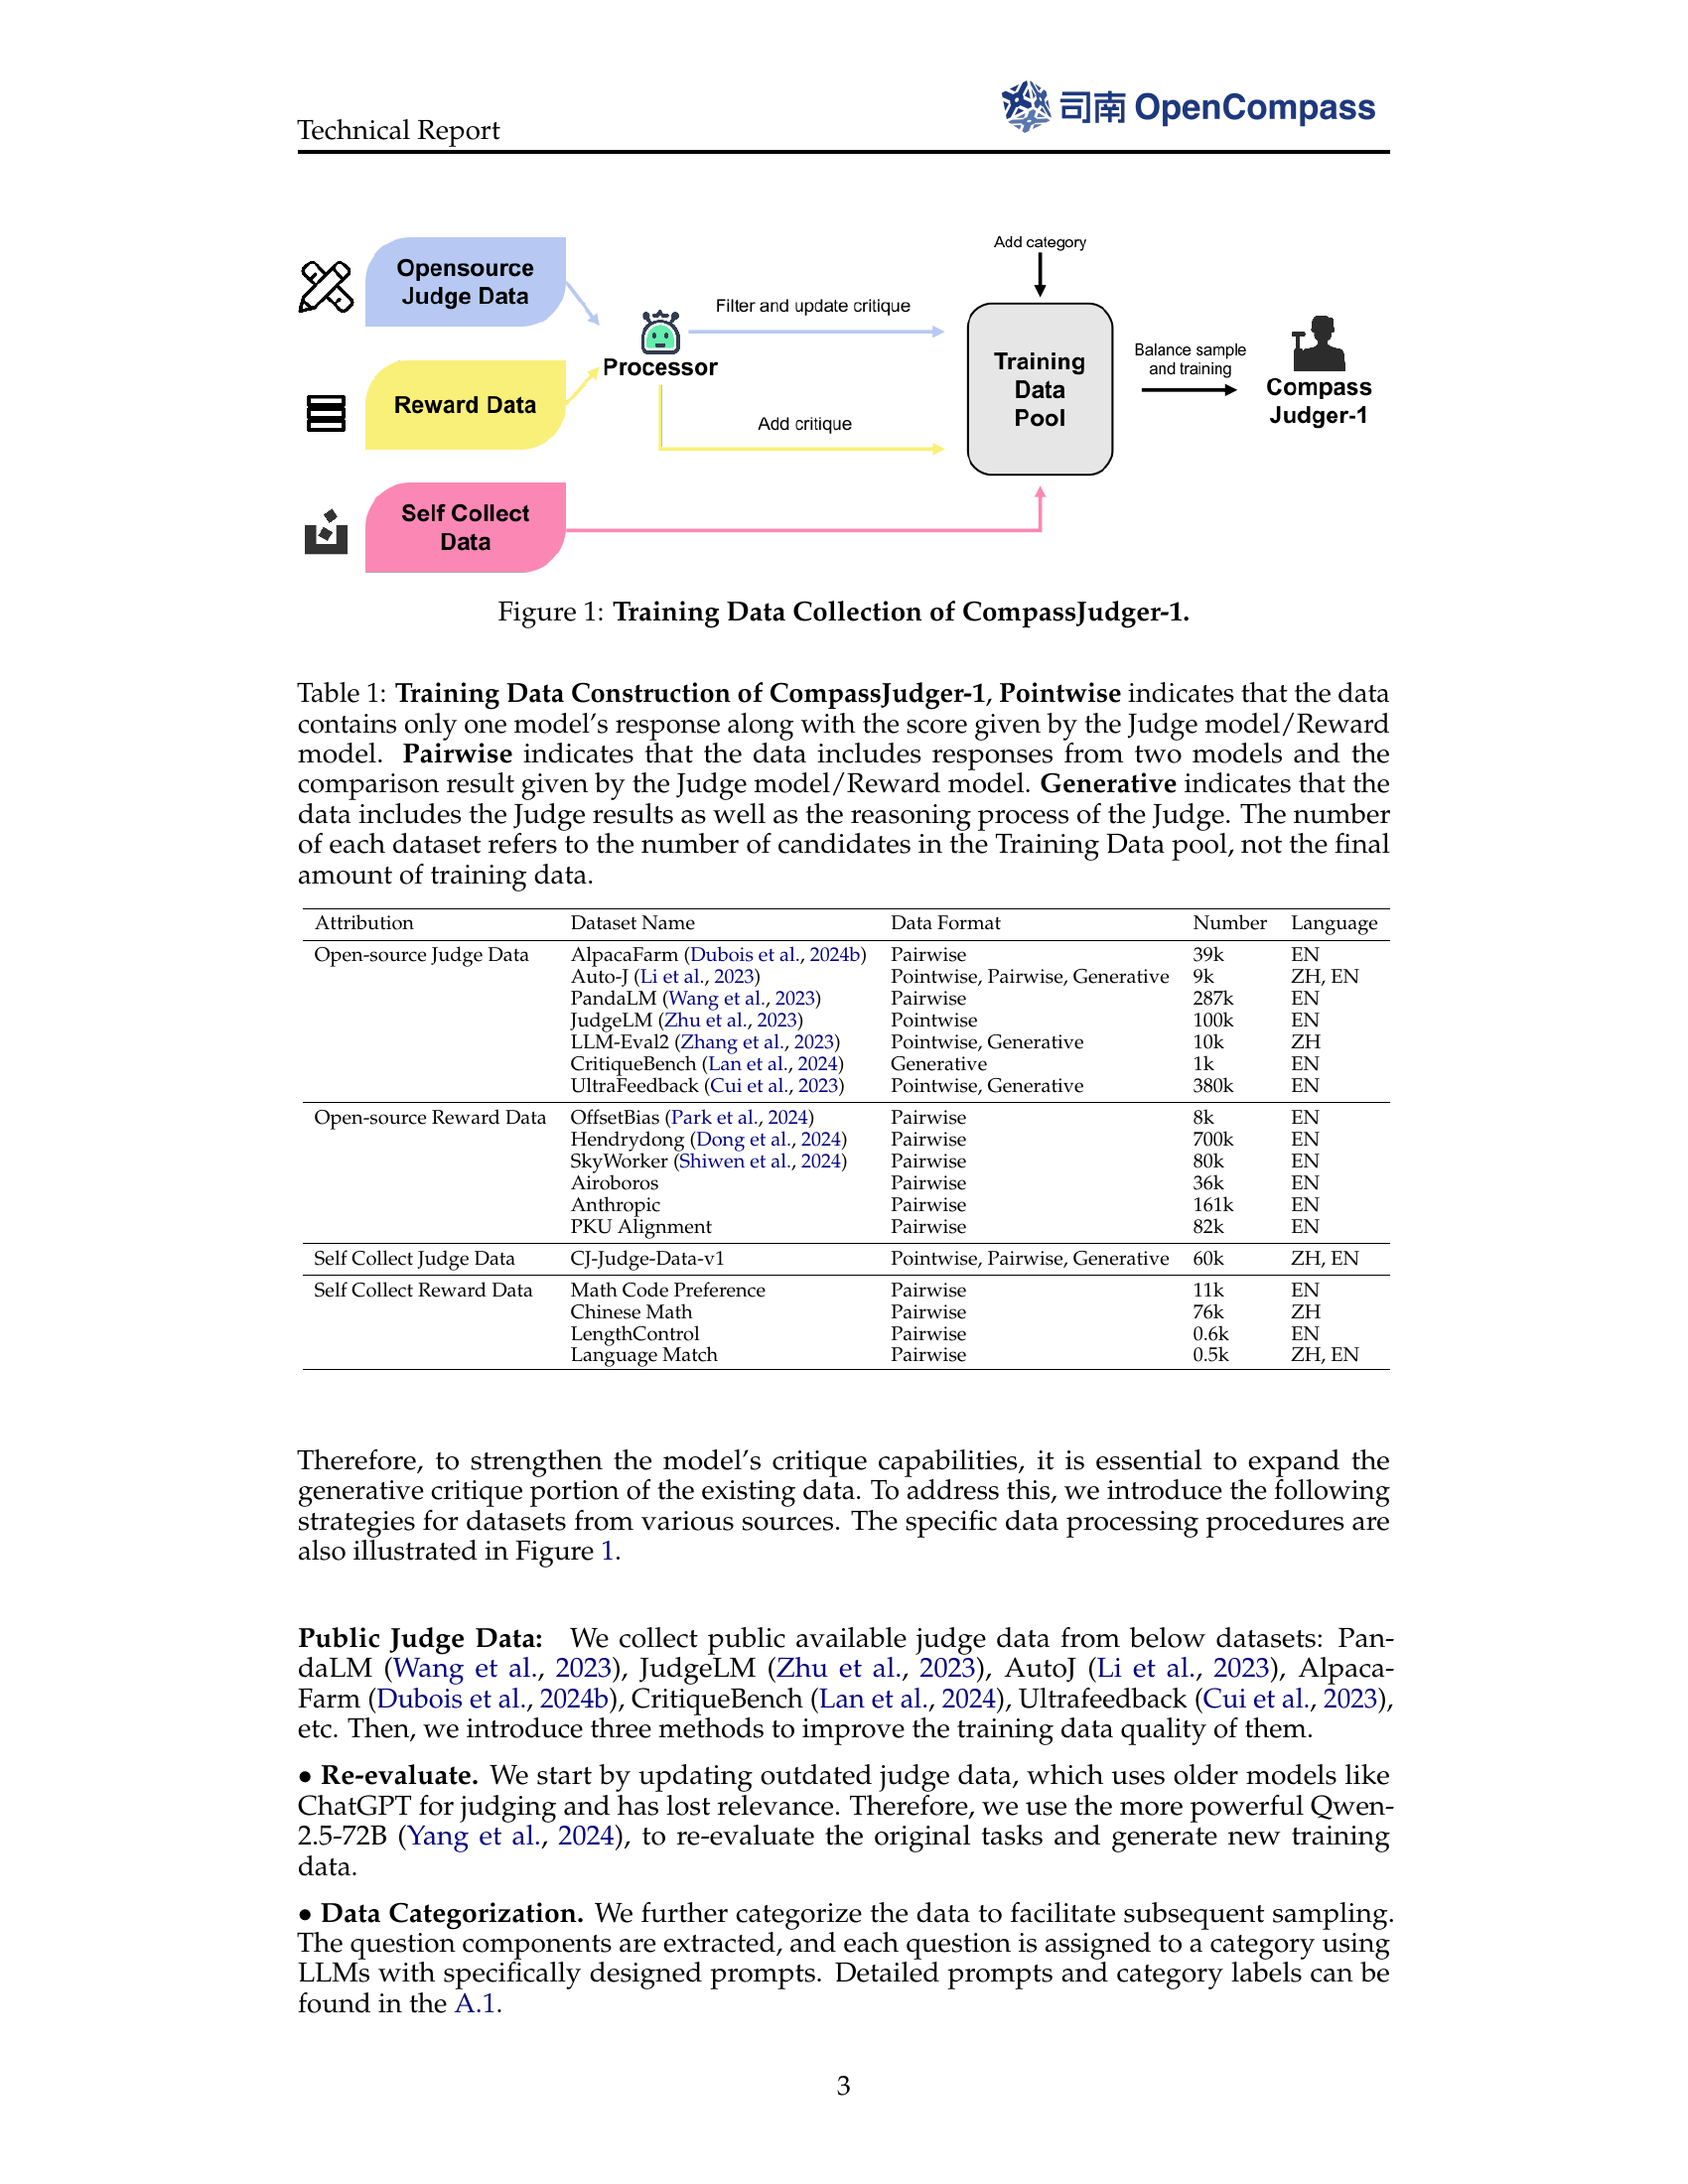 Technical Report
司南 OpenCompass
Opensource
Judge Data
Reward Data
Self Collect
Data
Processor
Filter and update critique
Add critique
Add category
Training
Data
Pool
Balance sample
and training
Compass
Judger-1
Figure 1: Training Data Collection of CompassJudger-1.
Table 1: Training Data Construction of CompassJudger-1, Pointwise indicates that the data
contains only one model's response along with the score given by the Judge model/Reward
model. Pairwise indicates that the data includes responses from two models and the
comparison result given by the Judge model/Reward model. Generative indicates that the
data includes the Judge results as well as the reasoning process of the Judge. The number
of each dataset refers to the number of candidates in the Training Data pool, not the final
amount of training data.
Attribution Dataset Name Data Format Number Language
Open-source Judge Data AlpacaFarm (Dubois et al., 2024b) Pairwise 39k EN
Auto-J (Li et al., 2023) Pointwise, Pairwise, Generative 9k ZH, EN
PandaLM (Wang et al., 2023) Pairwise 287k EN
JudgeLM (Zhu et al., 2023) Pointwise 100k EN
LLM-Eval2 (Zhang et al., 2023) Pointwise, Generative 10k ZH
CritiqueBench (Lan et al., 2024) Generative 1k EN
UltraFeedback (Cui et al., 2023) Pointwise, Generative 380k EN
Open-source Reward Data OffsetBias (Park et al., 2024) Pairwise 8k EN
Hendrydong (Dong et al., 2024) Pairwise 700k EN
SkyWorker (Shiwen et al., 2024) Pairwise 80k EN
Airoboros Pairwise 36k EN
Anthropic Pairwise 161k EN
PKU Alignment Pairwise 82k EN
Self Collect Judge Data CJ-Judge-Data-v1 Pointwise, Pairwise, Generative 60k ZH, EN
Self Collect Reward Data Math Code Preference Pairwise 11k EN
Chinese Math Pairwise 76k ZH
LengthControl Pairwise 0.6k EN
Language Match Pairwise 0.5k ZH, EN
Therefore, to strengthen the model's critique capabilities, it is essential to expand the
generative critique portion of the existing data. To address this, we introduce the following
strategies for datasets from various sources. The specific data processing procedures are
also illustrated in Figure 1.
Public Judge Data: We collect public available judge data from below datasets: Pan-
daLM (Wang et al., 2023), JudgeLM (Zhu et al., 2023), AutoJ (Li et al., 2023), Alpaca-
Farm (Dubois et al., 2024b), CritiqueBench (Lan et al., 2024), Ultrafeedback (Cui et al., 2023),
etc. Then, we introduce three methods to improve the training data quality of them.
• Re-evaluate. We start by updating outdated judge data, which uses older models like
ChatGPT for judging and has lost relevance. Therefore, we use the more powerful Qwen-
2.5-72B (Yang et al., 2024), to re-evaluate the original tasks and generate new training
data.
• Data Categorization. We further categorize the data to facilitate subsequent sampling.
The question components are extracted, and each question is assigned to a category using
LLMs with specifically designed prompts. Detailed prompts and category labels can be
found in the A.1.
3